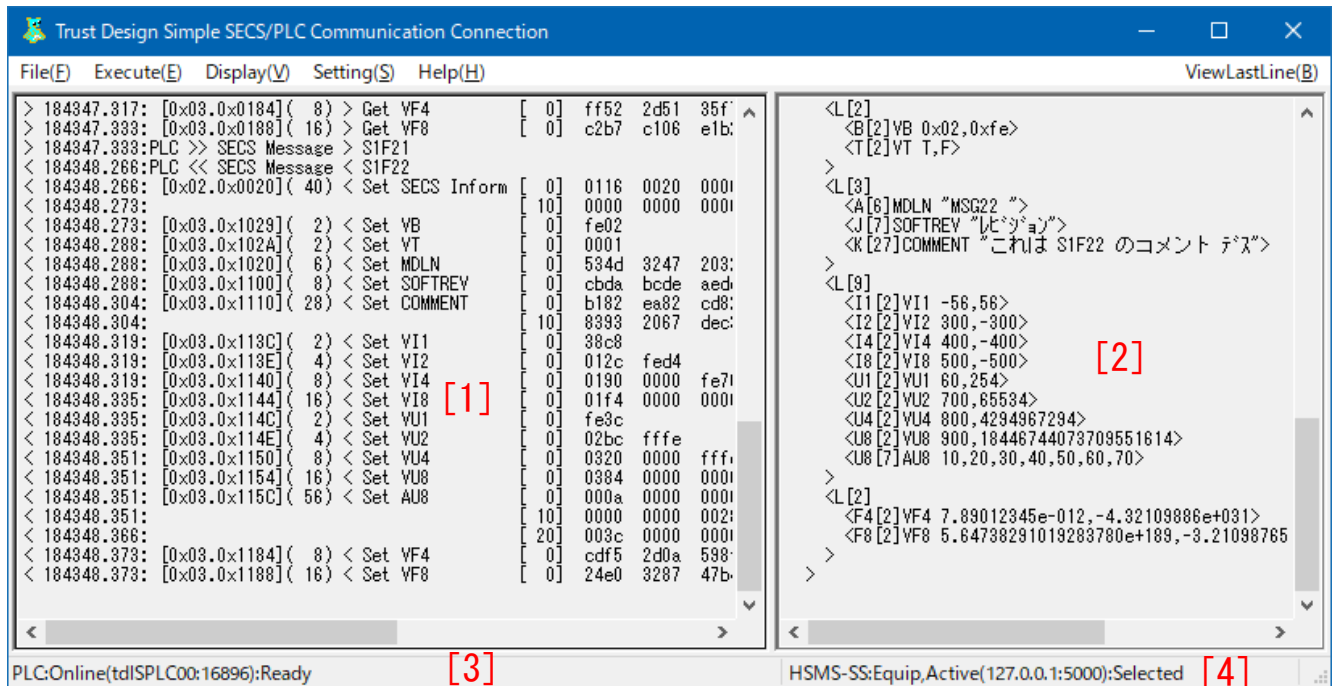 Trust Design Simple SECS/PLC Communication Connection
File(F) Execute(E) Display(V) Setting(S) Help(H) ViewLastLine(B)
> 184347.317: [0x03.0x0184]( 8) > Get VF4 [ 0] ff52 2d51
> 184347.333: [0x03.0x0188]( 16) > Get VF8 [ 0] c2b7 c106
> 184347.333:PLC >> SECS Message > S1F21
< 184348.266:PLC << SECS Message < S1F22
< 184348.266: [0x02.0x0020]( 40) < Set SECS Inform [ 0] 0116 0020
< 184348.273: [ 10] 0000 0000
< 184348.273: [0x03.0x1029]( 2) < Set VB [ 0] fe02
< 184348.288: [0x03.0x102A]( 2) < Set VT [ 0] 0001
< 184348.288: [0x03.0x1020]( 6) < Set MDLN [ 0] 534d 3247
< 184348.288: [0x03.0x1100]( 8) < Set SOFTREV [ 0] cbda bcde
< 184348.304: [0x03.0x1110]( 28) < Set COMMENT [ 0] b182 ea82
< 184348.304: [ 10] 8393 2067
< 184348.319: [0x03.0x113C]( 2) < Set VI1 [ 0] 38c8
< 184348.319: [0x03.0x113E]( 4) < Set VI2 [ 0] 012c fed4
< 184348.319: [0x03.0x1140]( 8) < Set VI4 [ 0] 0190 0000
< 184348.335: [0x03.0x1144]( 16) < Set VI8 [ 0] 01f4 0000
< 184348.335: [0x03.0x114C]( 2) < Set VU1 [ 0] fe3c
< 184348.335: [0x03.0x114E]( 4) < Set VU2 [ 0] 02bc fffe
< 184348.351: [0x03.0x1150]( 8) < Set VU4 [ 0] 0320 0000
< 184348.351: [0x03.0x1154]( 16) < Set VU8 [ 0] 0384 0000
< 184348.351: [0x03.0x115C]( 56) < Set AU8 [ 0] 000a 0000
< 184348.351: [ 10] 0000 0000
< 184348.366: [ 20] 003c 0000
< 184348.373: [0x03.0x1184]( 8) < Set VF4 [ 0] cdf5 2d0a
< 184348.373: [0x03.0x1188]( 16) < Set VF8 [ 0] 24e0 3287
[1]
<L[2]
<B[2]VB 0x02,0xfe>
<T[2]VT T,F>
>
<L[3]
<A[6]MDLN "MSG22 ">
<J[7]SOFTREV "ﾚﾋﾞｼﾞｮﾝ">
<K[27]COMMENT "これは S1F22 のコメント ﾃﾞｽ">
>
<L[9]
<I1[2]VI1 -56,56>
<I2[2]VI2 300,-300>
<I4[2]VI4 400,-400>
<I8[2]VI8 500,-500>
<U1[2]VU1 60,254>
<U2[2]VU2 700,65534>
<U4[2]VU4 800,4294967294>
<U8[2]VU8 900,18446744073709551614>
<U8[7]AU8 10,20,30,40,50,60,70>
>
<L[2]
<F4[2]VF4 7.89012345e-012,-4.32109886e+031>
<F8[2]VF8 5.64738291019283780e+189,-3.21098765
>
>
[2]
PLC:Online(tdlSPLC00:16896):Ready [3]
HSMS-SS:Equip,Active(127.0.0.1:5000):Selected [4]